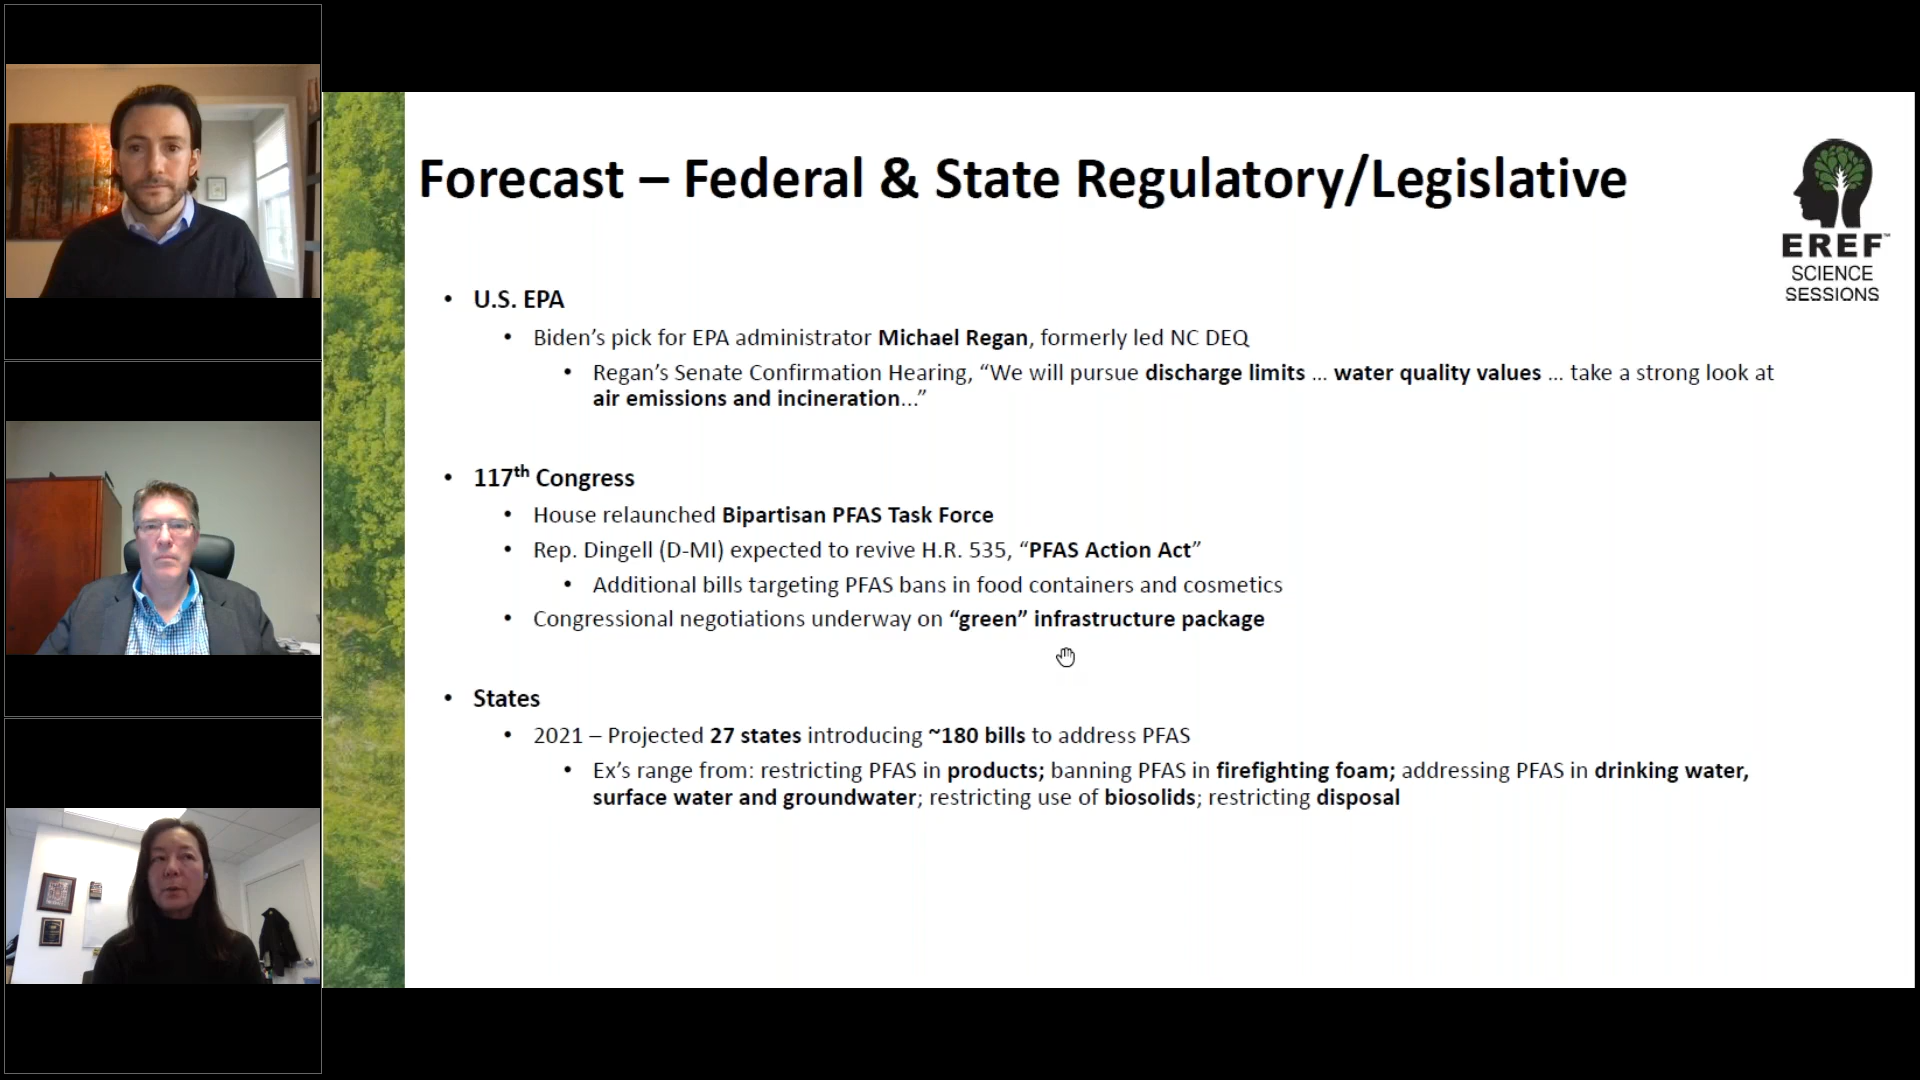 Forecast – Federal & State Regulatory/Legislative
EREF™
SCIENCE
SESSIONS
• U.S. EPA
• Biden’s pick for EPA administrator Michael Regan, formerly led NC DEQ
• Regan’s Senate Confirmation Hearing, “We will pursue discharge limits ... water quality values ... take a strong look at
air emissions and incineration...”
• 117th Congress
• House relaunched Bipartisan PFAS Task Force
• Rep. Dingell (D-MI) expected to revive H.R. 535, “PFAS Action Act”
• Additional bills targeting PFAS bans in food containers and cosmetics
• Congressional negotiations underway on “green” infrastructure package
• States
• 2021 – Projected 27 states introducing ~180 bills to address PFAS
• Ex’s range from: restricting PFAS in products; banning PFAS in firefighting foam; addressing PFAS in drinking water,
surface water and groundwater; restricting use of biosolids; restricting disposal